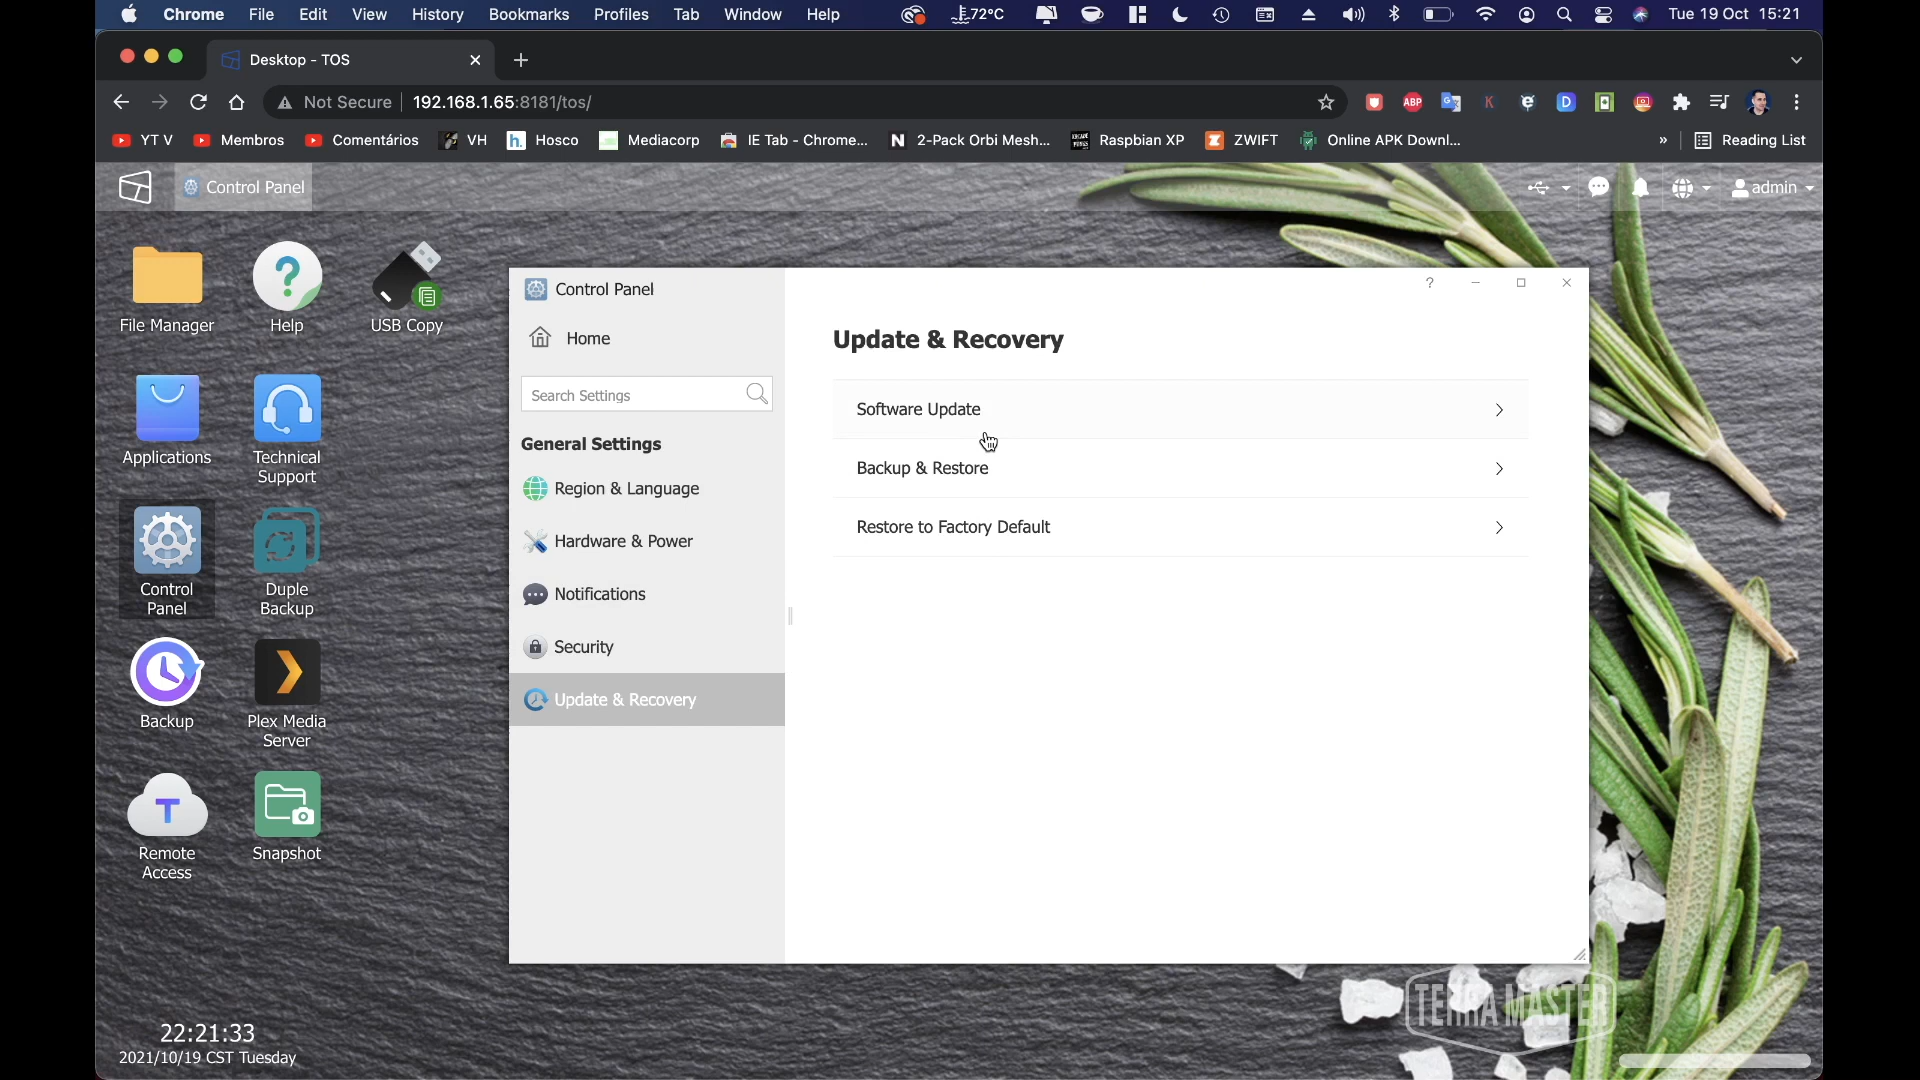 Chrome File Edit View History Bookmarks Profiles Tab Window Help 72°C Tue 19 Oct 15:21
Desktop - TOS
Not Secure 192.168.1.65:8181/tos/
ABP K D
YT V Membros Comentários VH h. Hosco Mediacorp IE Tab - Chrome... N 2-Pack Orbi Mesh... Raspbian XP Z ZWIFT Online APK Downl... » Reading List
Control Panel admin
File Manager
? Help
USB Copy
Applications
Technical
Support
Control
Panel
Duple
Backup
Backup
Plex Media
Server
T
Remote
Access
Snapshot
Control Panel
Home
Search Settings
General Settings
Region & Language
Hardware & Power
Notifications
Security
Update & Recovery
?
Update & Recovery
Software Update
Backup & Restore
Restore to Factory Default
TERRA MASTER
22:21:33
2021/10/19 CST Tuesday